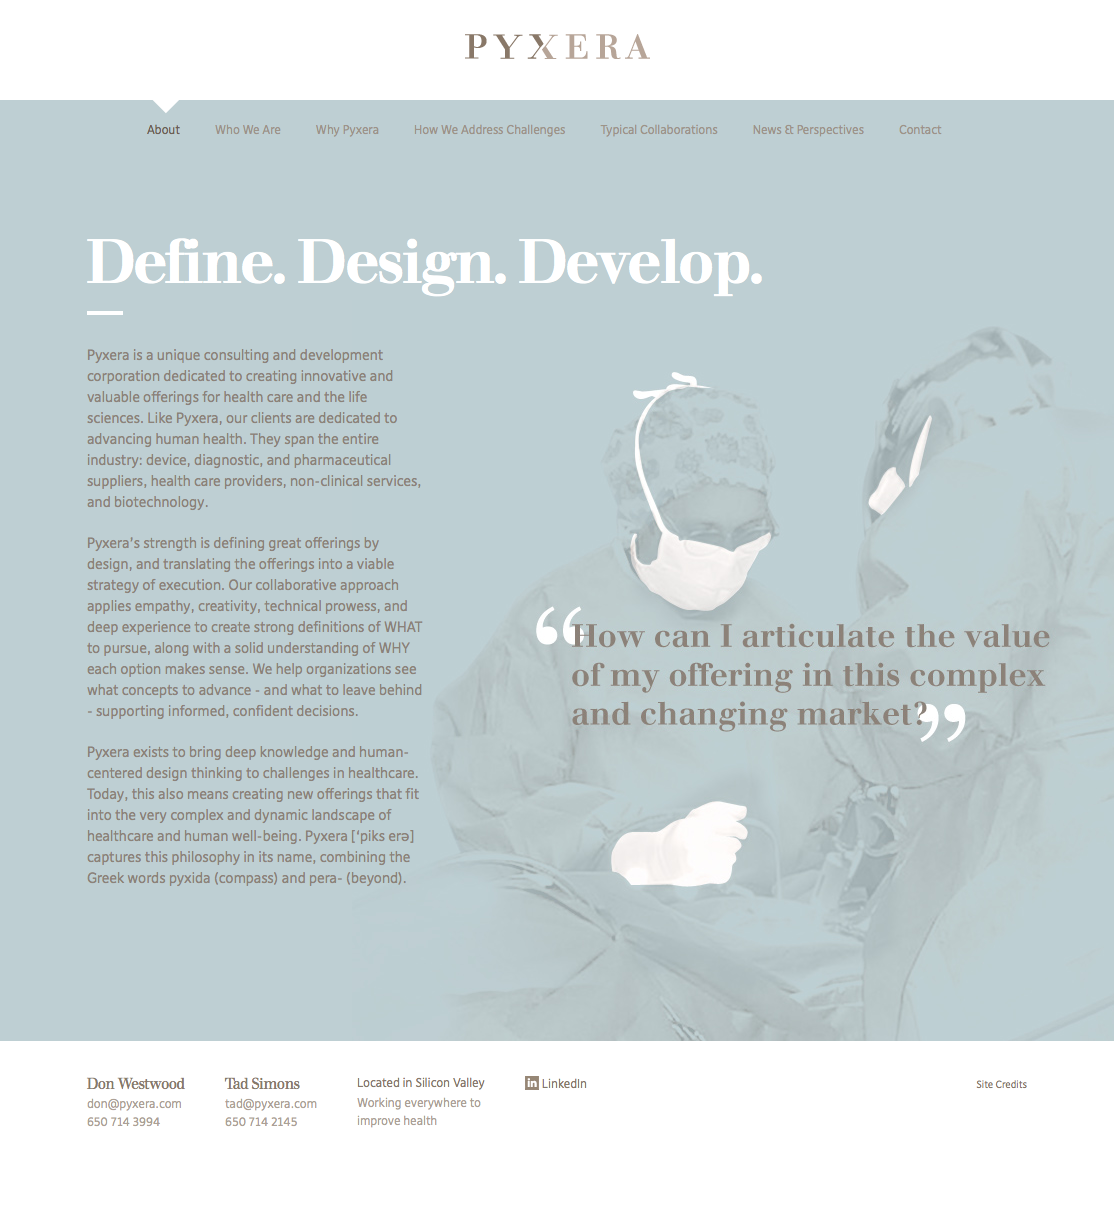 PYXERA
About Who We Are Why Pyxera How We Address Challenges Typical Collaborations News & Perspectives Contact
Define. Design. Develop.
Pyxera is a unique consulting and development
corporation dedicated to creating innovative and
valuable offerings for health care and the life
sciences. Like Pyxera, our clients are dedicated to
advancing human health. They span the entire
industry: device, diagnostic, and pharmaceutical
suppliers, health care providers, non-clinical services,
and biotechnology.
Pyxera's strength is defining great offerings by
design, and translating the offerings into a viable
strategy of execution. Our collaborative approach
applies empathy, creativity, technical prowess, and
deep experience to create strong definitions of WHAT
to pursue, along with a solid understanding of WHY
each option makes sense. We help organizations see
what concepts to advance - and what to leave behind
- supporting informed, confident decisions.
Pyxera exists to bring deep knowledge and human-
centered design thinking to challenges in healthcare.
Today, this also means creating new offerings that fit
into the very complex and dynamic landscape of
healthcare and human well-being. Pyxera [ʻpiks erə]
captures this philosophy in its name, combining the
Greek words pyxida (compass) and pera- (beyond).
“How can I articulate the value
of my offering in this complex
and changing market?”
Don Westwood
don@pyxera.com
650 714 3994
Tad Simons
tad@pyxera.com
650 714 2145
Located in Silicon Valley
Working everywhere to
improve health
in LinkedIn
Site Credits